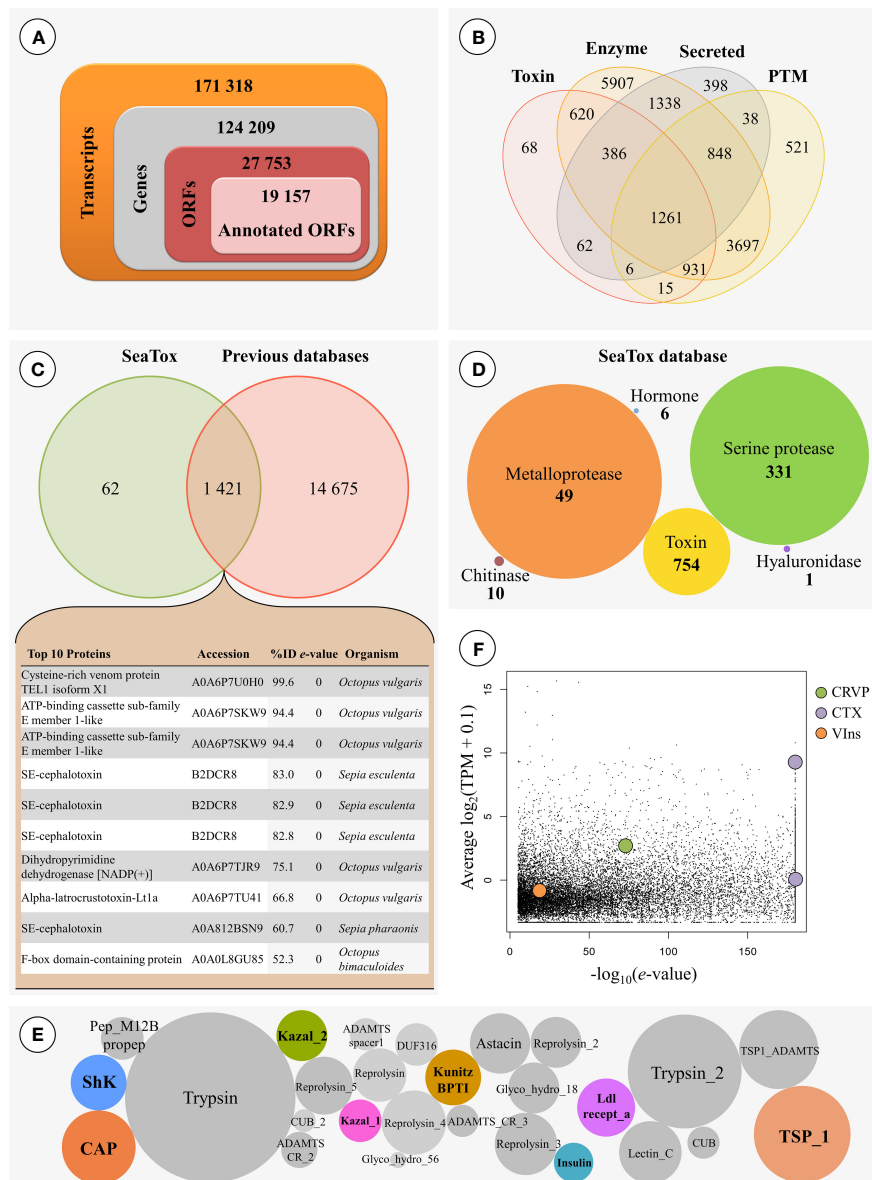 A
171 318
124 209
27 753
19 157
Annotated ORFs
Transcripts
Genes
ORFs
B
Toxin
Enzyme
Secreted
PTM
5907
398
1338
620
38
68
386
848
521
1261
62
3697
6
931
15
C
SeaTox
Previous databases
62
1 421
14 675
Top 10 Proteins Accession %ID e-value Organism
Cysteine-rich venom protein
TEL1 isoform X1 A0A6P7U0H0 99.6 0 Octopus vulgaris
ATP-binding cassette sub-family
E member 1-like A0A6P7SKW9 94.4 0 Octopus vulgaris
ATP-binding cassette sub-family
E member 1-like A0A6P7SKW9 94.4 0 Octopus vulgaris
SE-cephalotoxin B2DCR8 83.0 0 Sepia esculenta
SE-cephalotoxin B2DCR8 82.9 0 Sepia esculenta
SE-cephalotoxin B2DCR8 82.8 0 Sepia esculenta
Dihydropyrimidine
dehydrogenase [NADP(+)] A0A6P7TJR9 75.1 0 Octopus vulgaris
Alpha-latrocrustotoxin-Lt1a A0A6P7TU41 66.8 0 Octopus vulgaris
SE-cephalotoxin A0A812BSN9 60.7 0 Sepia pharaonis
F-box domain-containing protein A0A0L8GU85 52.3 0 Octopus
bimaculoides
D
SeaTox database
Hormone
6
Metalloprotease
49
Serine protease
331
Toxin
754
Chitinase
10
Hyaluronidase
1
F
CRVP
CTX
VIns
Average log2(TPM + 0.1)
15
10
5
0
0
50
100
150
-log10(e-value)
E
Pep_M12B
propep
ShK
CAP
Trypsin
Kazal_2
Reprolysin_5
CUB_2
ADAMTS
CR_2
ADAMTS
spacer1
Reprolysin
Kazal_1
Glyco_hydro_56
DUF316
Kunitz
BPTI
Reprolysin_4
ADAMTS_CR_3
Astacin
Reprolysin_2
Glyco_hydro_18
Reprolysin_3
Insulin
Ldl
recept_a
Trypsin_2
Lectin_C
CUB
TSP1_ADAMTS
TSP_1